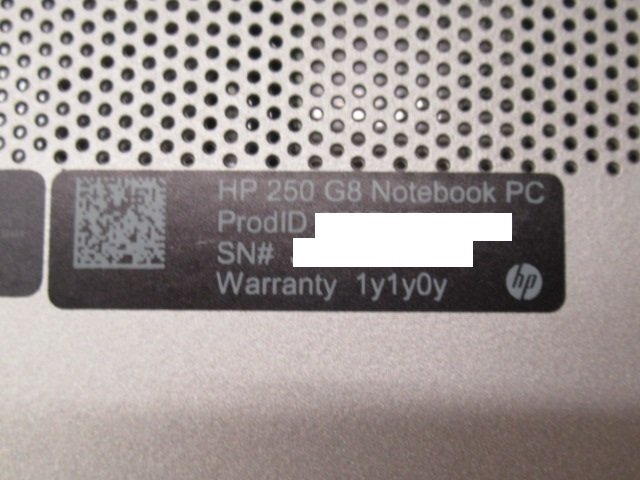 HP 250 G8 Notebook PC
ProdID
SN#
Warranty 1y1y0y
hp